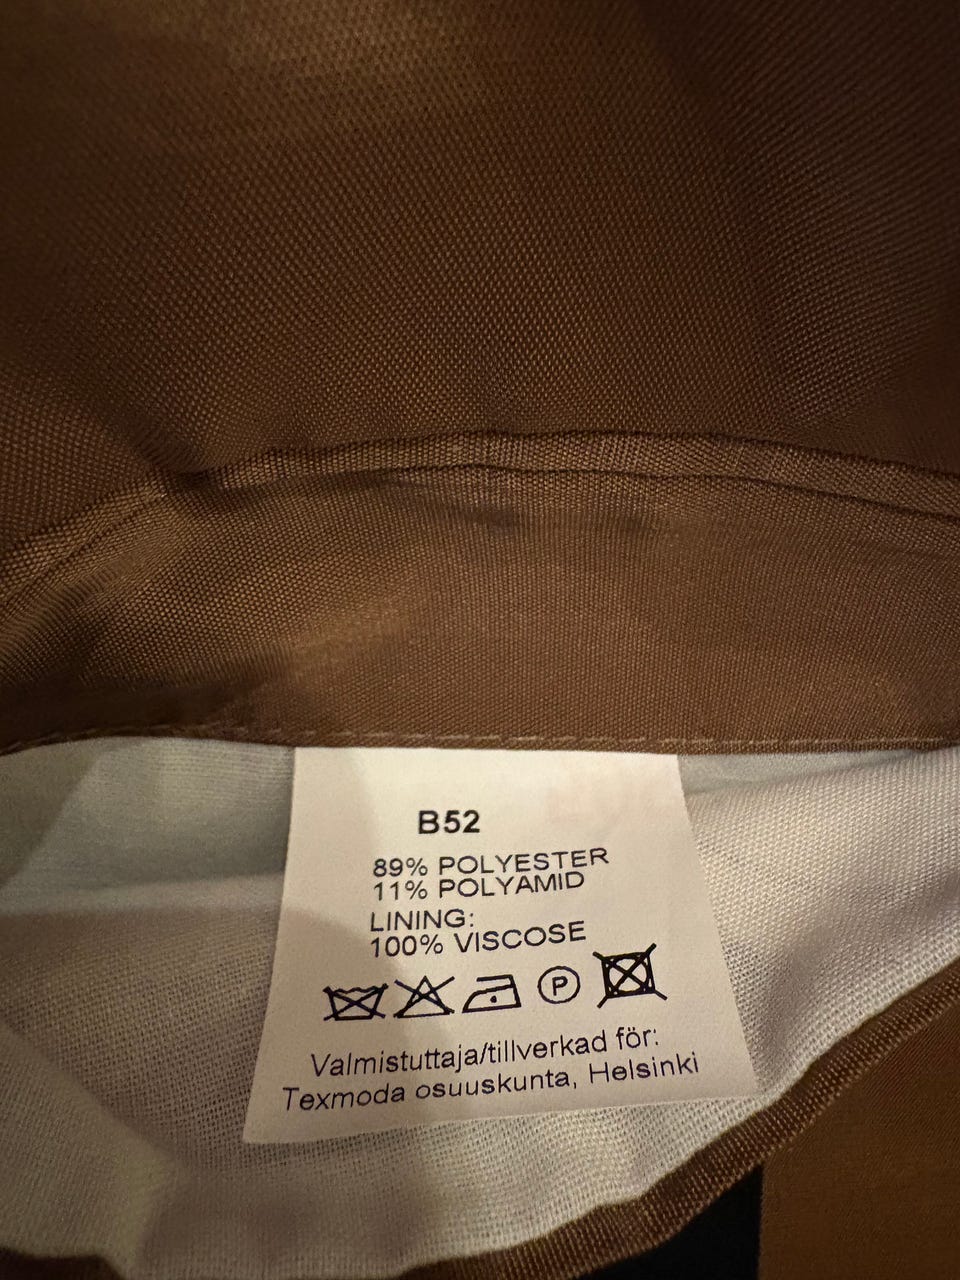 B52
89% POLYESTER
11% POLYAMID
LINING:
100% VISCOSE
P
Valmistuttaja/tillverkad för:
Texmoda osuuskunta, Helsinki